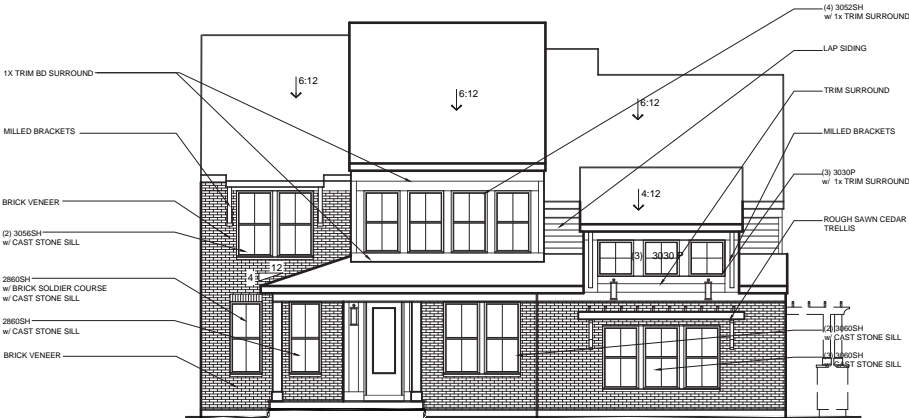 (4) 3052SH
w/ 1x TRIM SURROUND
LAP SIDING
1X TRIM BD SURROUND
6:12
6:12
6:12
TRIM SURROUND
MILLED BRACKETS
MILLED BRACKETS
(3) 3030P
w/ 1x TRIM SURROUND
4:12
BRICK VENEER
ROUGH SAWN CEDAR
TRELLIS
(2) 3056SH
w/ CAST STONE SILL
(3) 3030 P
12
4
2860SH
w/ BRICK SOLDIER COURSE
w/ CAST STONE SILL
2860SH
w/ CAST STONE SILL
(2) 3060SH
w/ CAST STONE SILL
BRICK VENEER
(3) 3060SH
w/ CAST STONE SILL